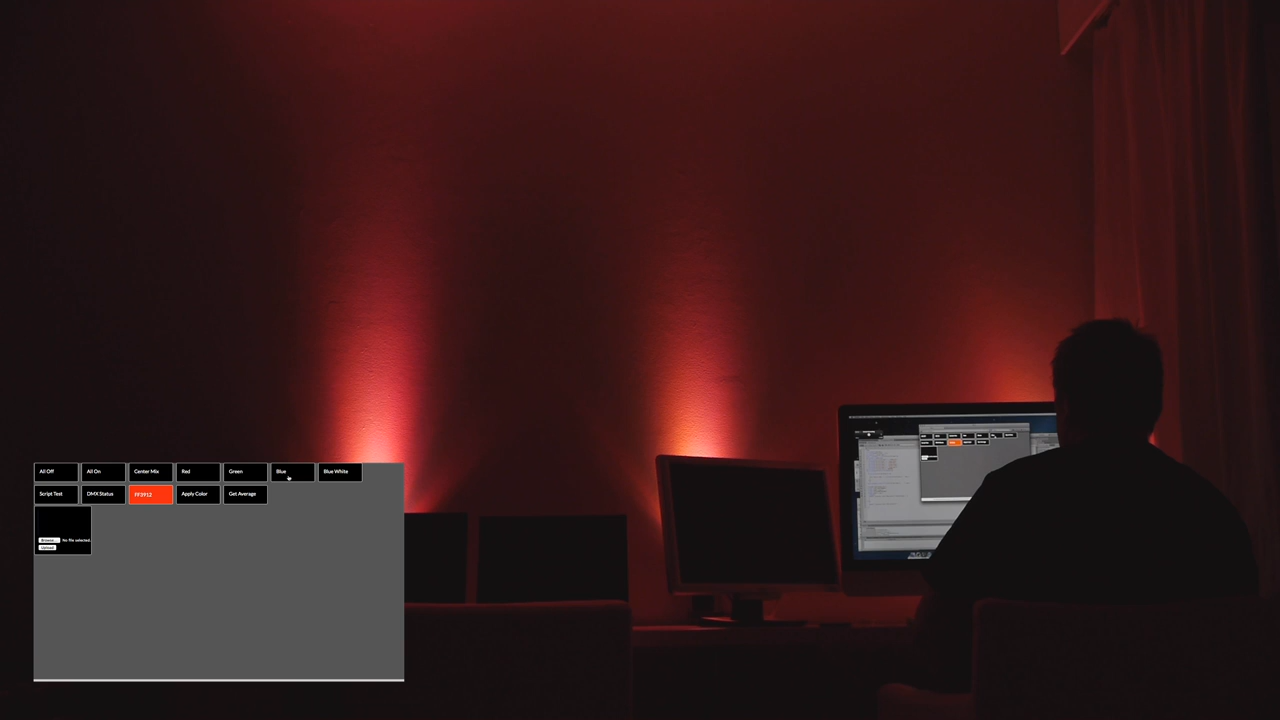 All Off All On Center Mix Red Green Blue Blue White
Script Test DMX Status FF3912 Apply Color Get Average
Browse... No file selected.
Upload